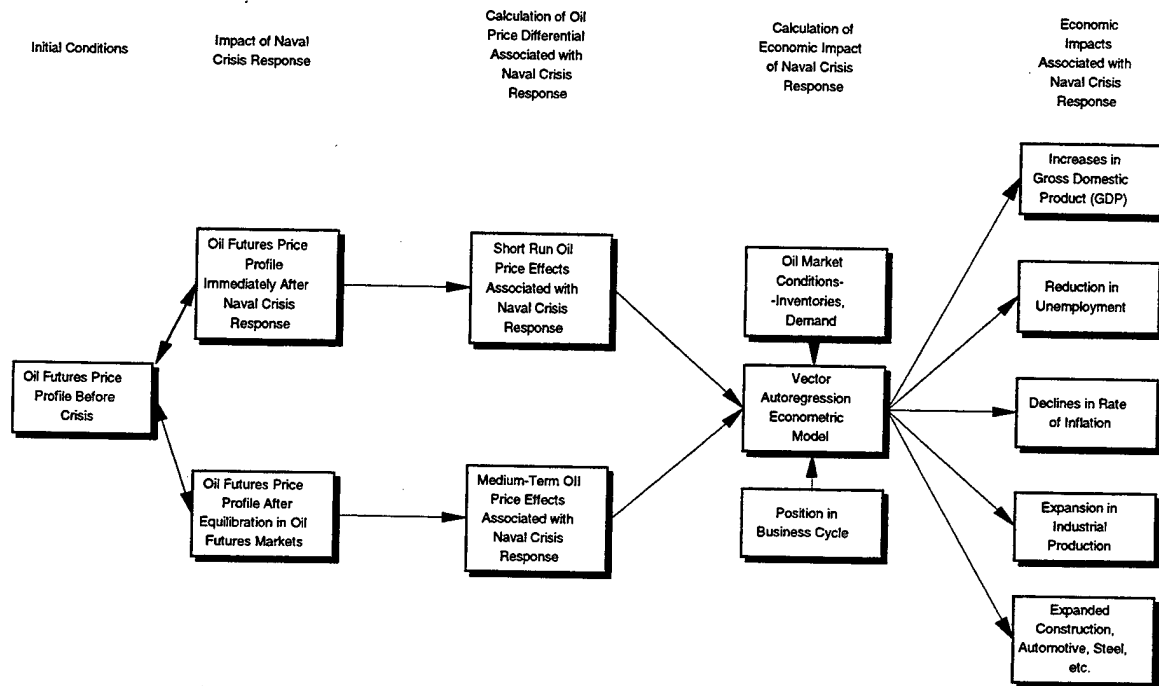 Initial Conditions
Impact of Naval
Crisis Response
Calculation of Oil
Price Differential
Associated with
Naval Crisis
Response
Calculation of
Economic Impact
of Naval Crisis
Response
Economic
Impacts
Associated with
Naval Crisis
Response
Oil Futures Price
Profile Before
Crisis
Oil Futures Price
Profile
Immediately After
Naval Crisis
Response
Oil Futures Price
Profile After
Equilibration in Oil
Futures Markets
Short Run Oil
Price Effects
Associated with
Naval Crisis
Response
Medium-Term Oil
Price Effects
Associated with
Naval Crisis
Response
Oil Market
Conditions-
-Inventories,
Demand
Vector
Autoregression
Econometric
Model
Position in
Business Cycle
Increases in
Gross Domestic
Product (GDP)
Reduction in
Unemployment
Declines in Rate
of Inflation
Expansion in
Industrial
Production
Expanded
Construction,
Automotive, Steel,
etc.